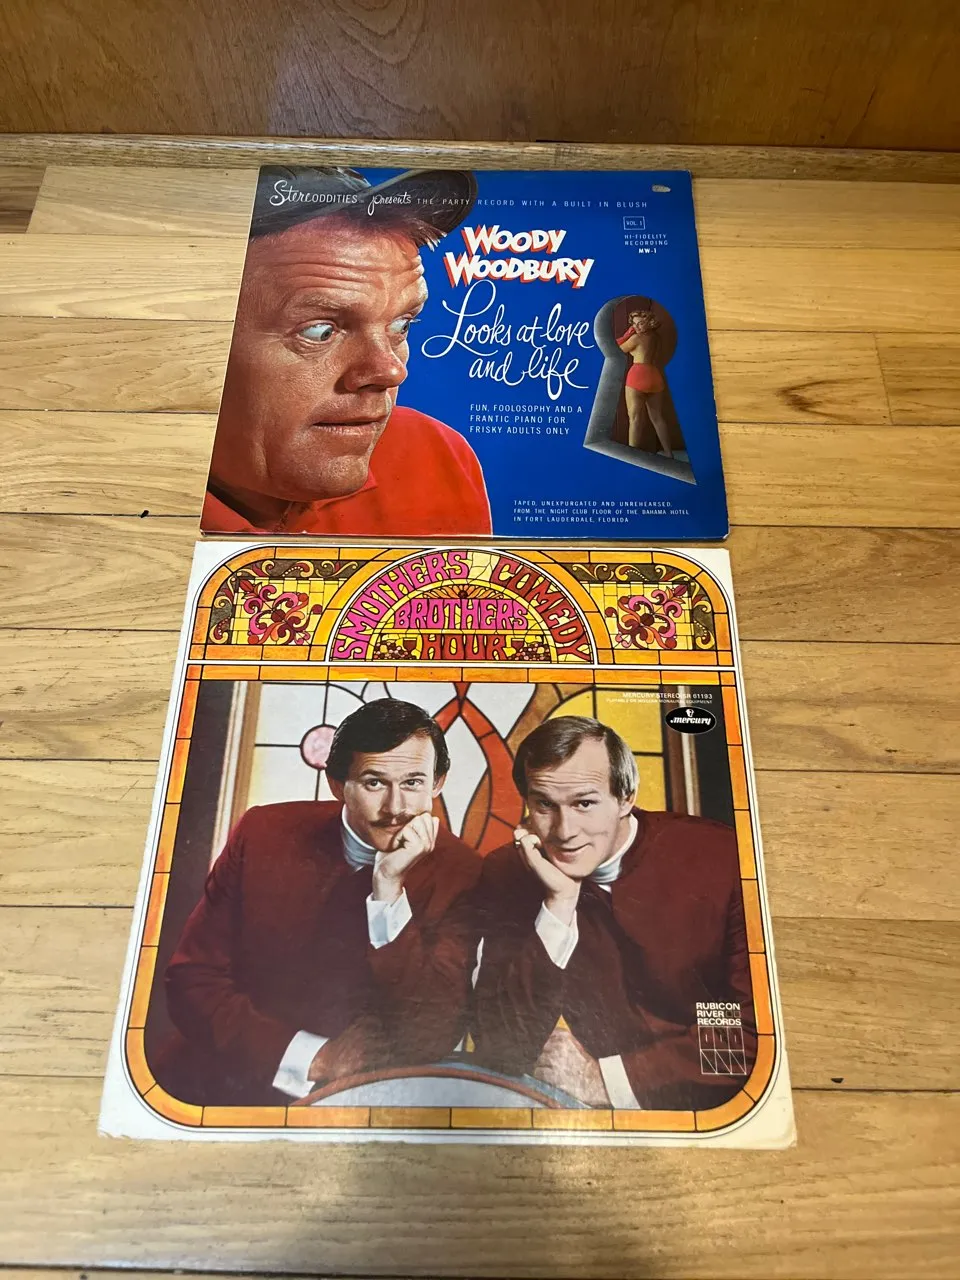 Stereoddities presents THE PARTY RECORD WITH A BUILT IN BLUSH
VOL. 1
HI-FIDELITY
RECORDING
MW-1
WOODY
WOODBURY
Looks at love
and life
FUN, FOOLOSOPHY AND A
FRANTIC PIANO FOR
FRISKY ADULTS ONLY
TAPED, UNEXPURGATED AND UNREHEARSED,
FROM THE NIGHT CLUB FLOOR OF THE BAHAMA HOTEL
IN FORT LAUDERDALE, FLORIDA
SMOTHERS COMEDY
BROTHERS
HOUR
MERCURY STEREO SR 61193
mercury
RUBICON
RIVER
RECORDS